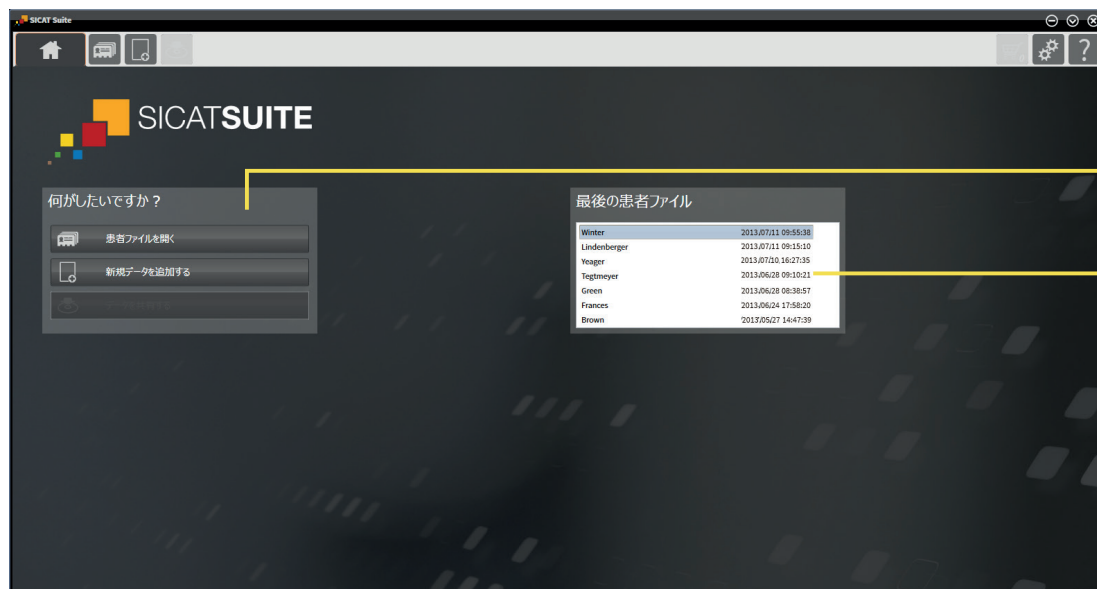 SICAT Suite
?
SICATSUITE
何がしたいですか？
患者ファイルを開く
新規データを追加する
最後の患者ファイル
Winter 2013/07/11 09:55:38
Lindenberger 2013/07/11 09:15:10
Yeager 2013/07/10 16:27:35
Tegtmeyer 2013/06/28 09:10:21
Green 2013/06/28 08:38:57
Frances 2013/06/24 17:58:20
Brown 2013/05/27 14:47:39